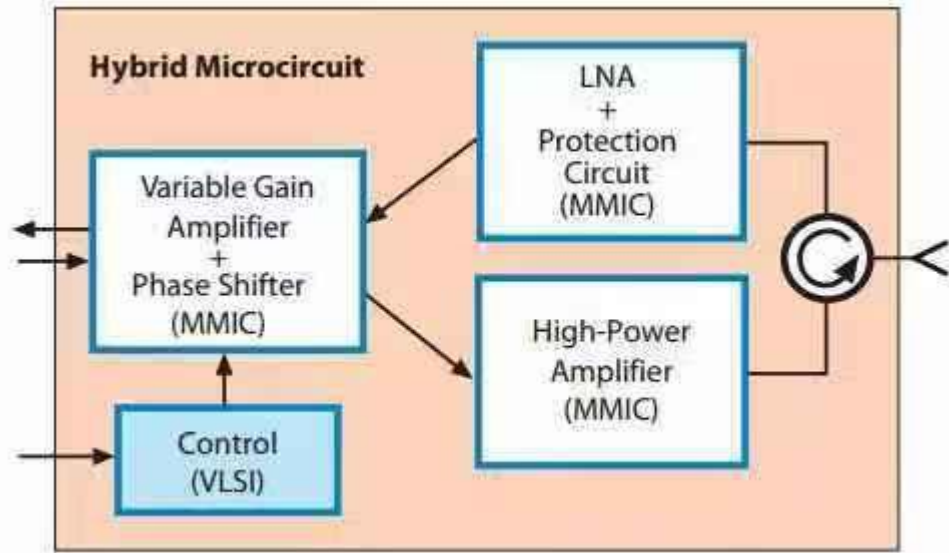 Hybrid Microcircuit
LNA
+
Protection
Circuit
(MMIC)
Variable Gain
Amplifier
+
Phase Shifter
(MMIC)
High-Power
Amplifier
(MMIC)
Control
(VLSI)